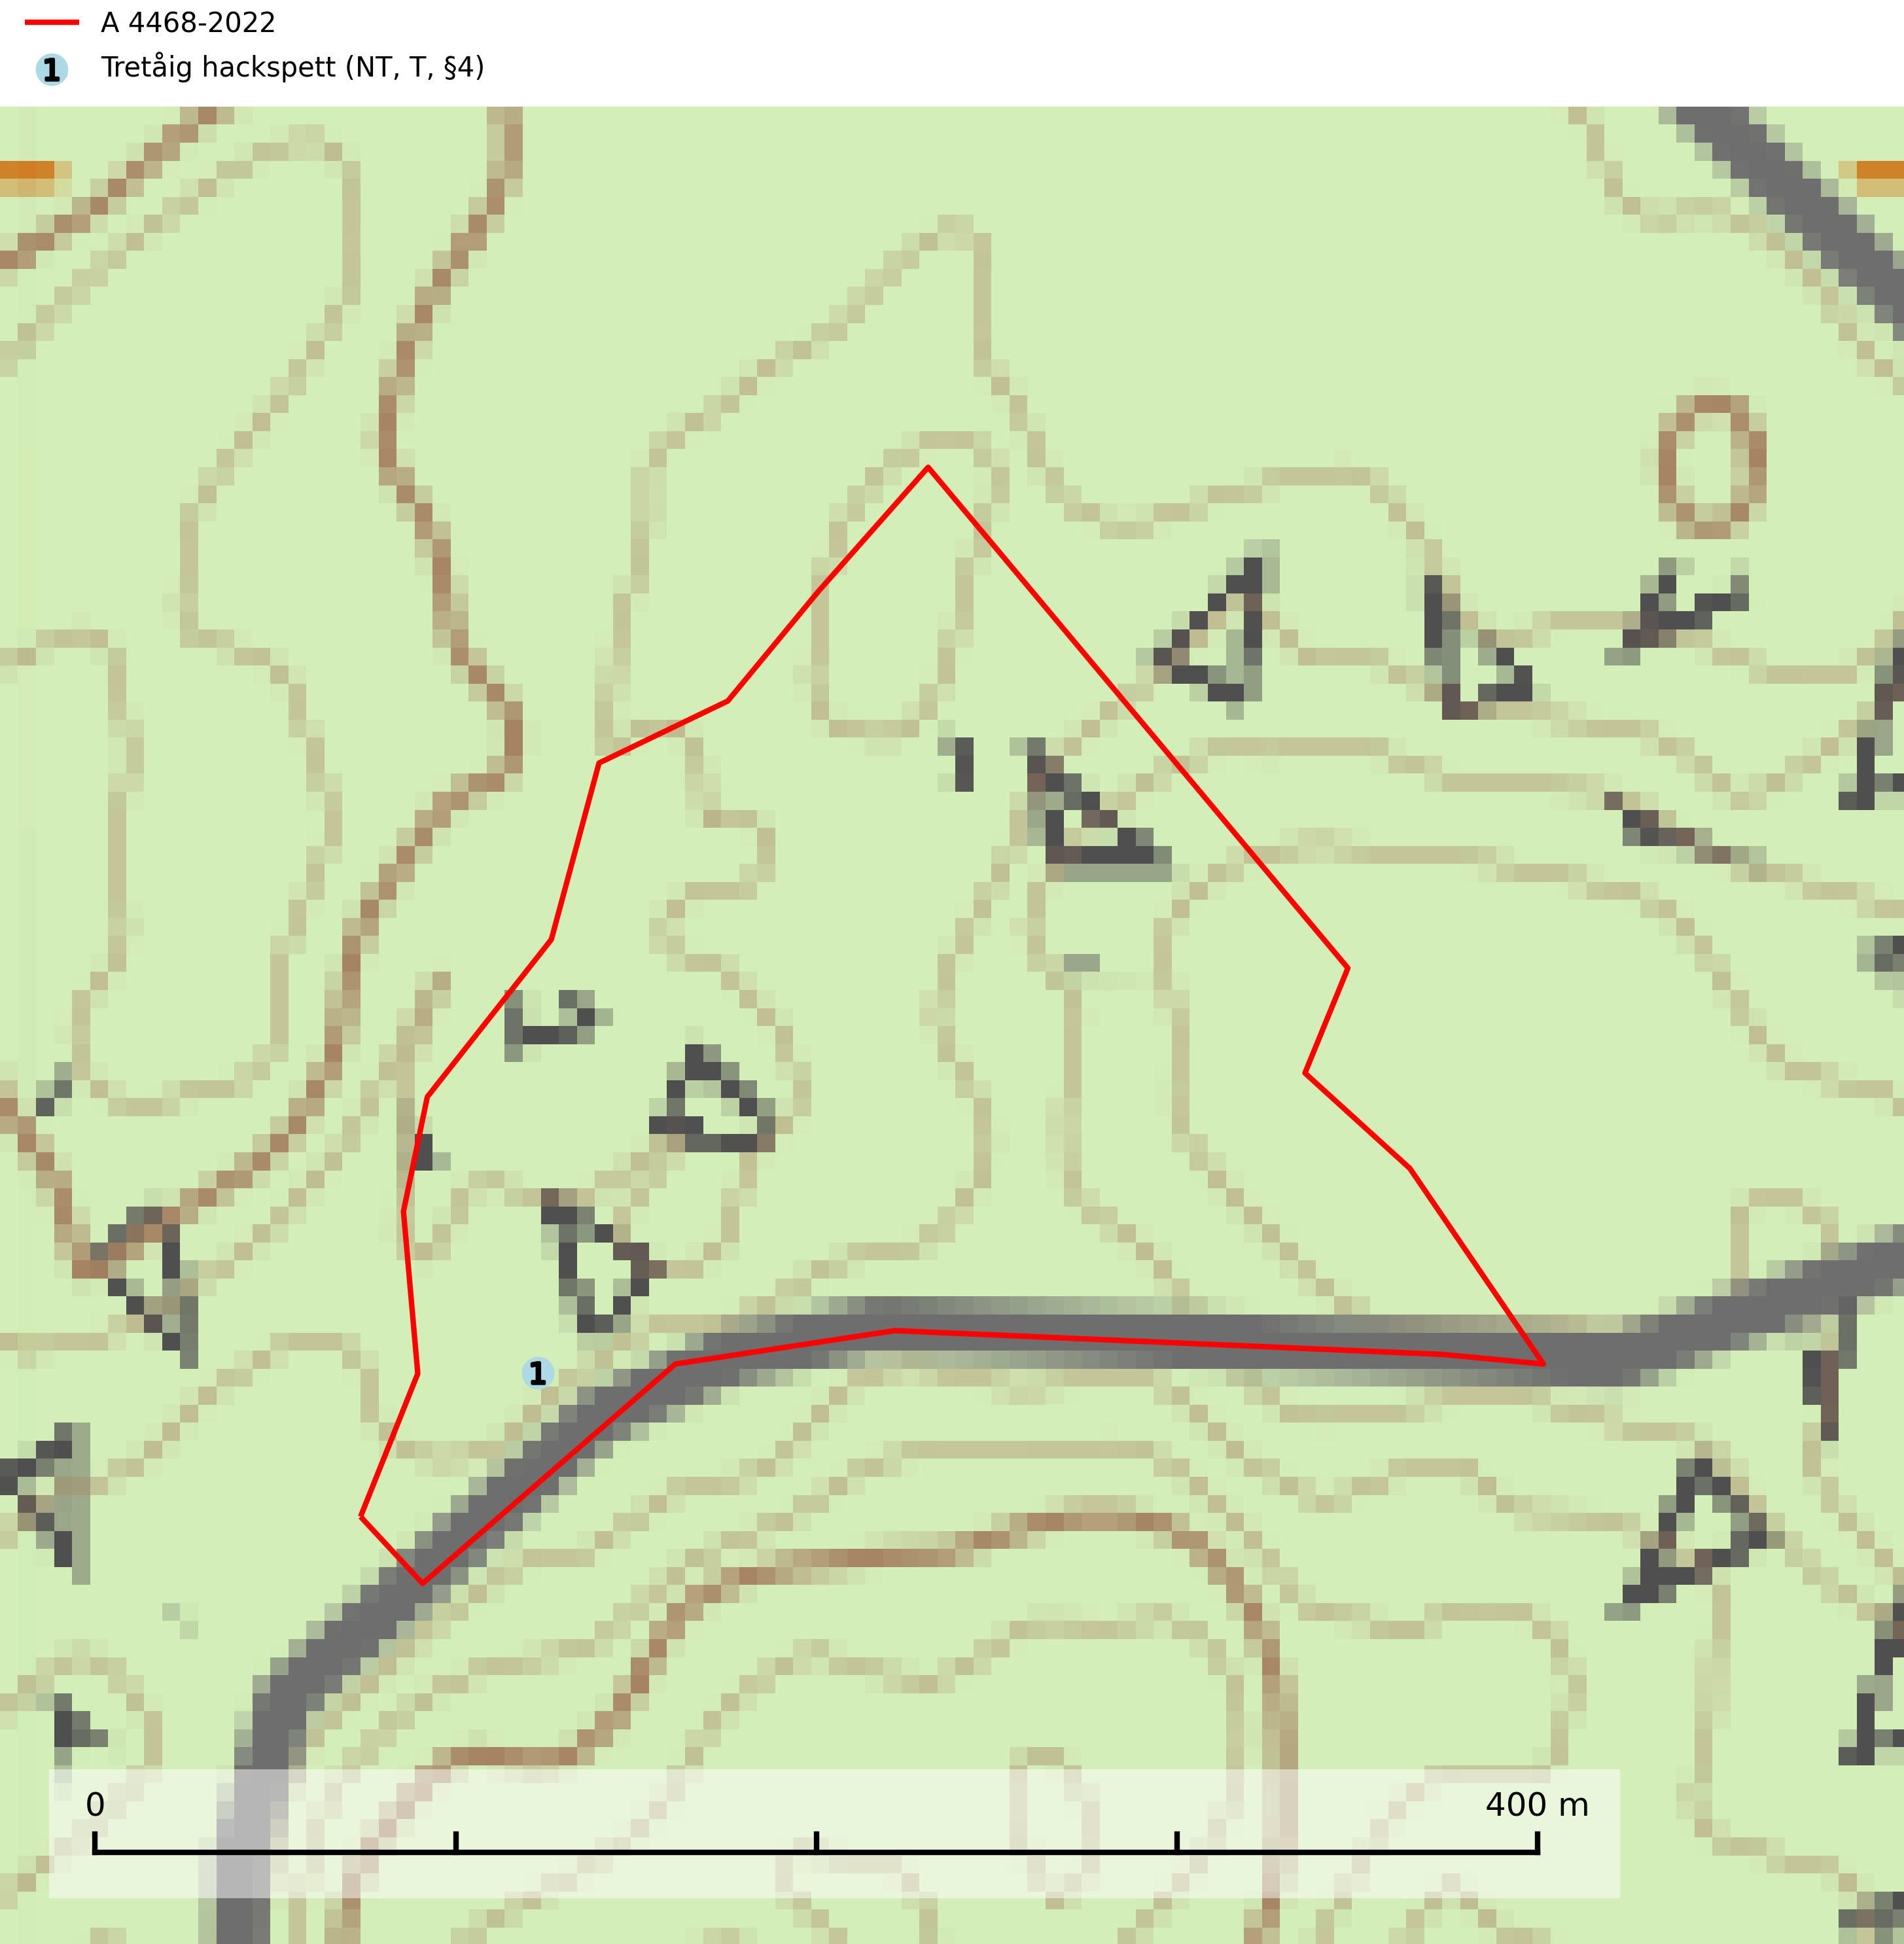 A 4468-2022
1 Tretåig hackspett (NT, T, §4)
1
0 400 m